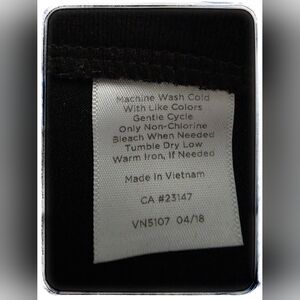 Machine Wash Cold
With Like Colors
Gentle Cycle
Only Non-Chlorine
Bleach When Needed
Tumble Dry Low
Warm Iron, If Needed
Made in Vietnam
CA #23147
VN5107 04/18